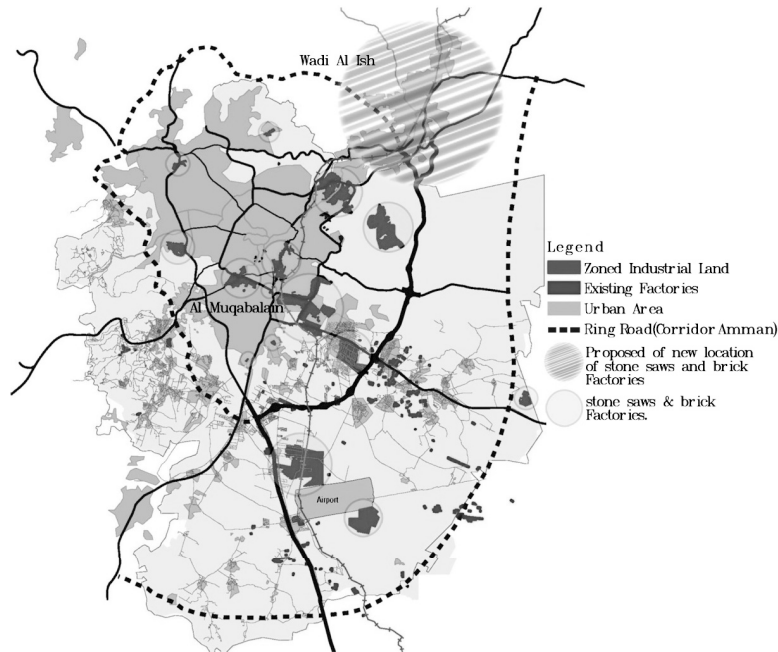 Wadi Al Ish
Al Muqabalain
Airport
Legend
Zoned Industrial Land
Existing Factories
Urban Area
Ring Road(Corridor Amman)
Proposed of new location
of stone saws and brick
Factories
stone saws & brick
Factories.